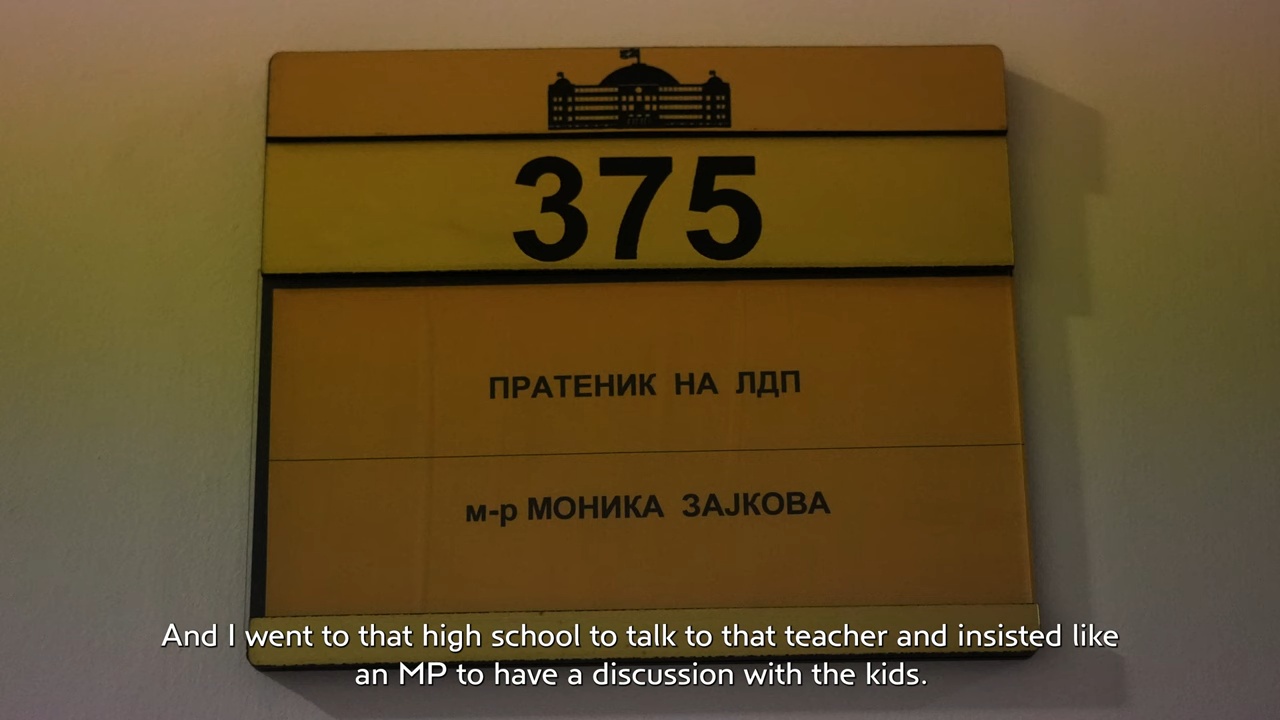 375
ПРАТЕНИК НА ЛДП
м-р МОНИКА ЗАЈКОВА
And I went to that high school to talk to that teacher and insisted like
an MP to have a discussion with the kids.